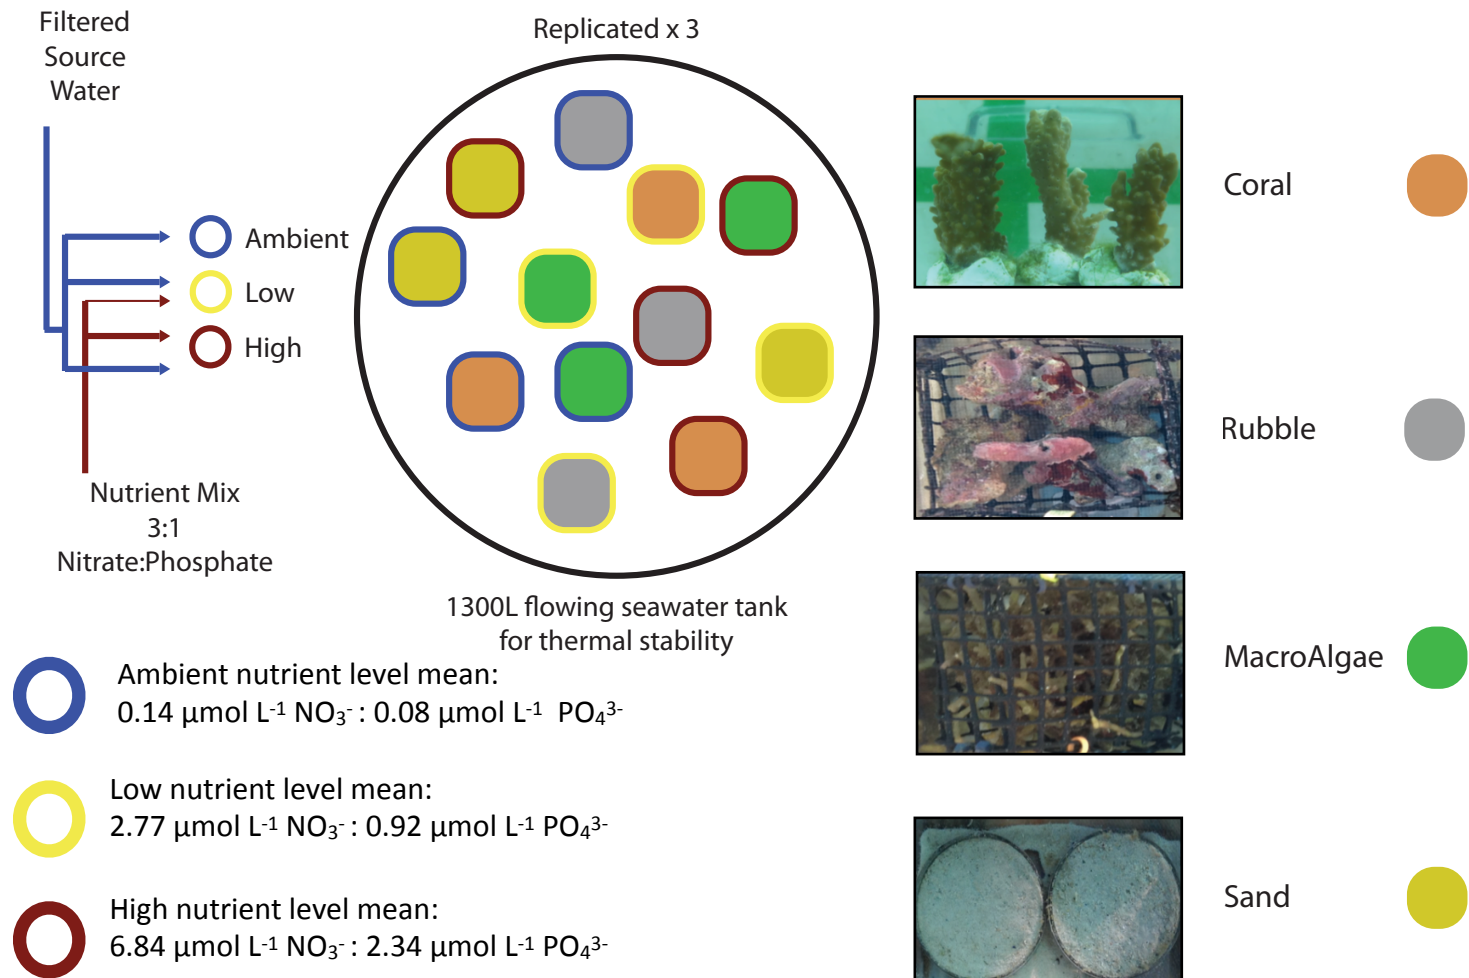 Filtered
Source
Water
Replicated x 3
Ambient
Low
High
Nutrient Mix
3:1
Nitrate:Phosphate
1300L flowing seawater tank
for thermal stability
Ambient nutrient level mean:
0.14 µmol L⁻¹ NO₃⁻ : 0.08 µmol L⁻¹ PO₄³⁻
Low nutrient level mean:
2.77 µmol L⁻¹ NO₃⁻ : 0.92 µmol L⁻¹ PO₄³⁻
High nutrient level mean:
6.84 µmol L⁻¹ NO₃⁻ : 2.34 µmol L⁻¹ PO₄³⁻
Coral
Rubble
MacroAlgae
Sand